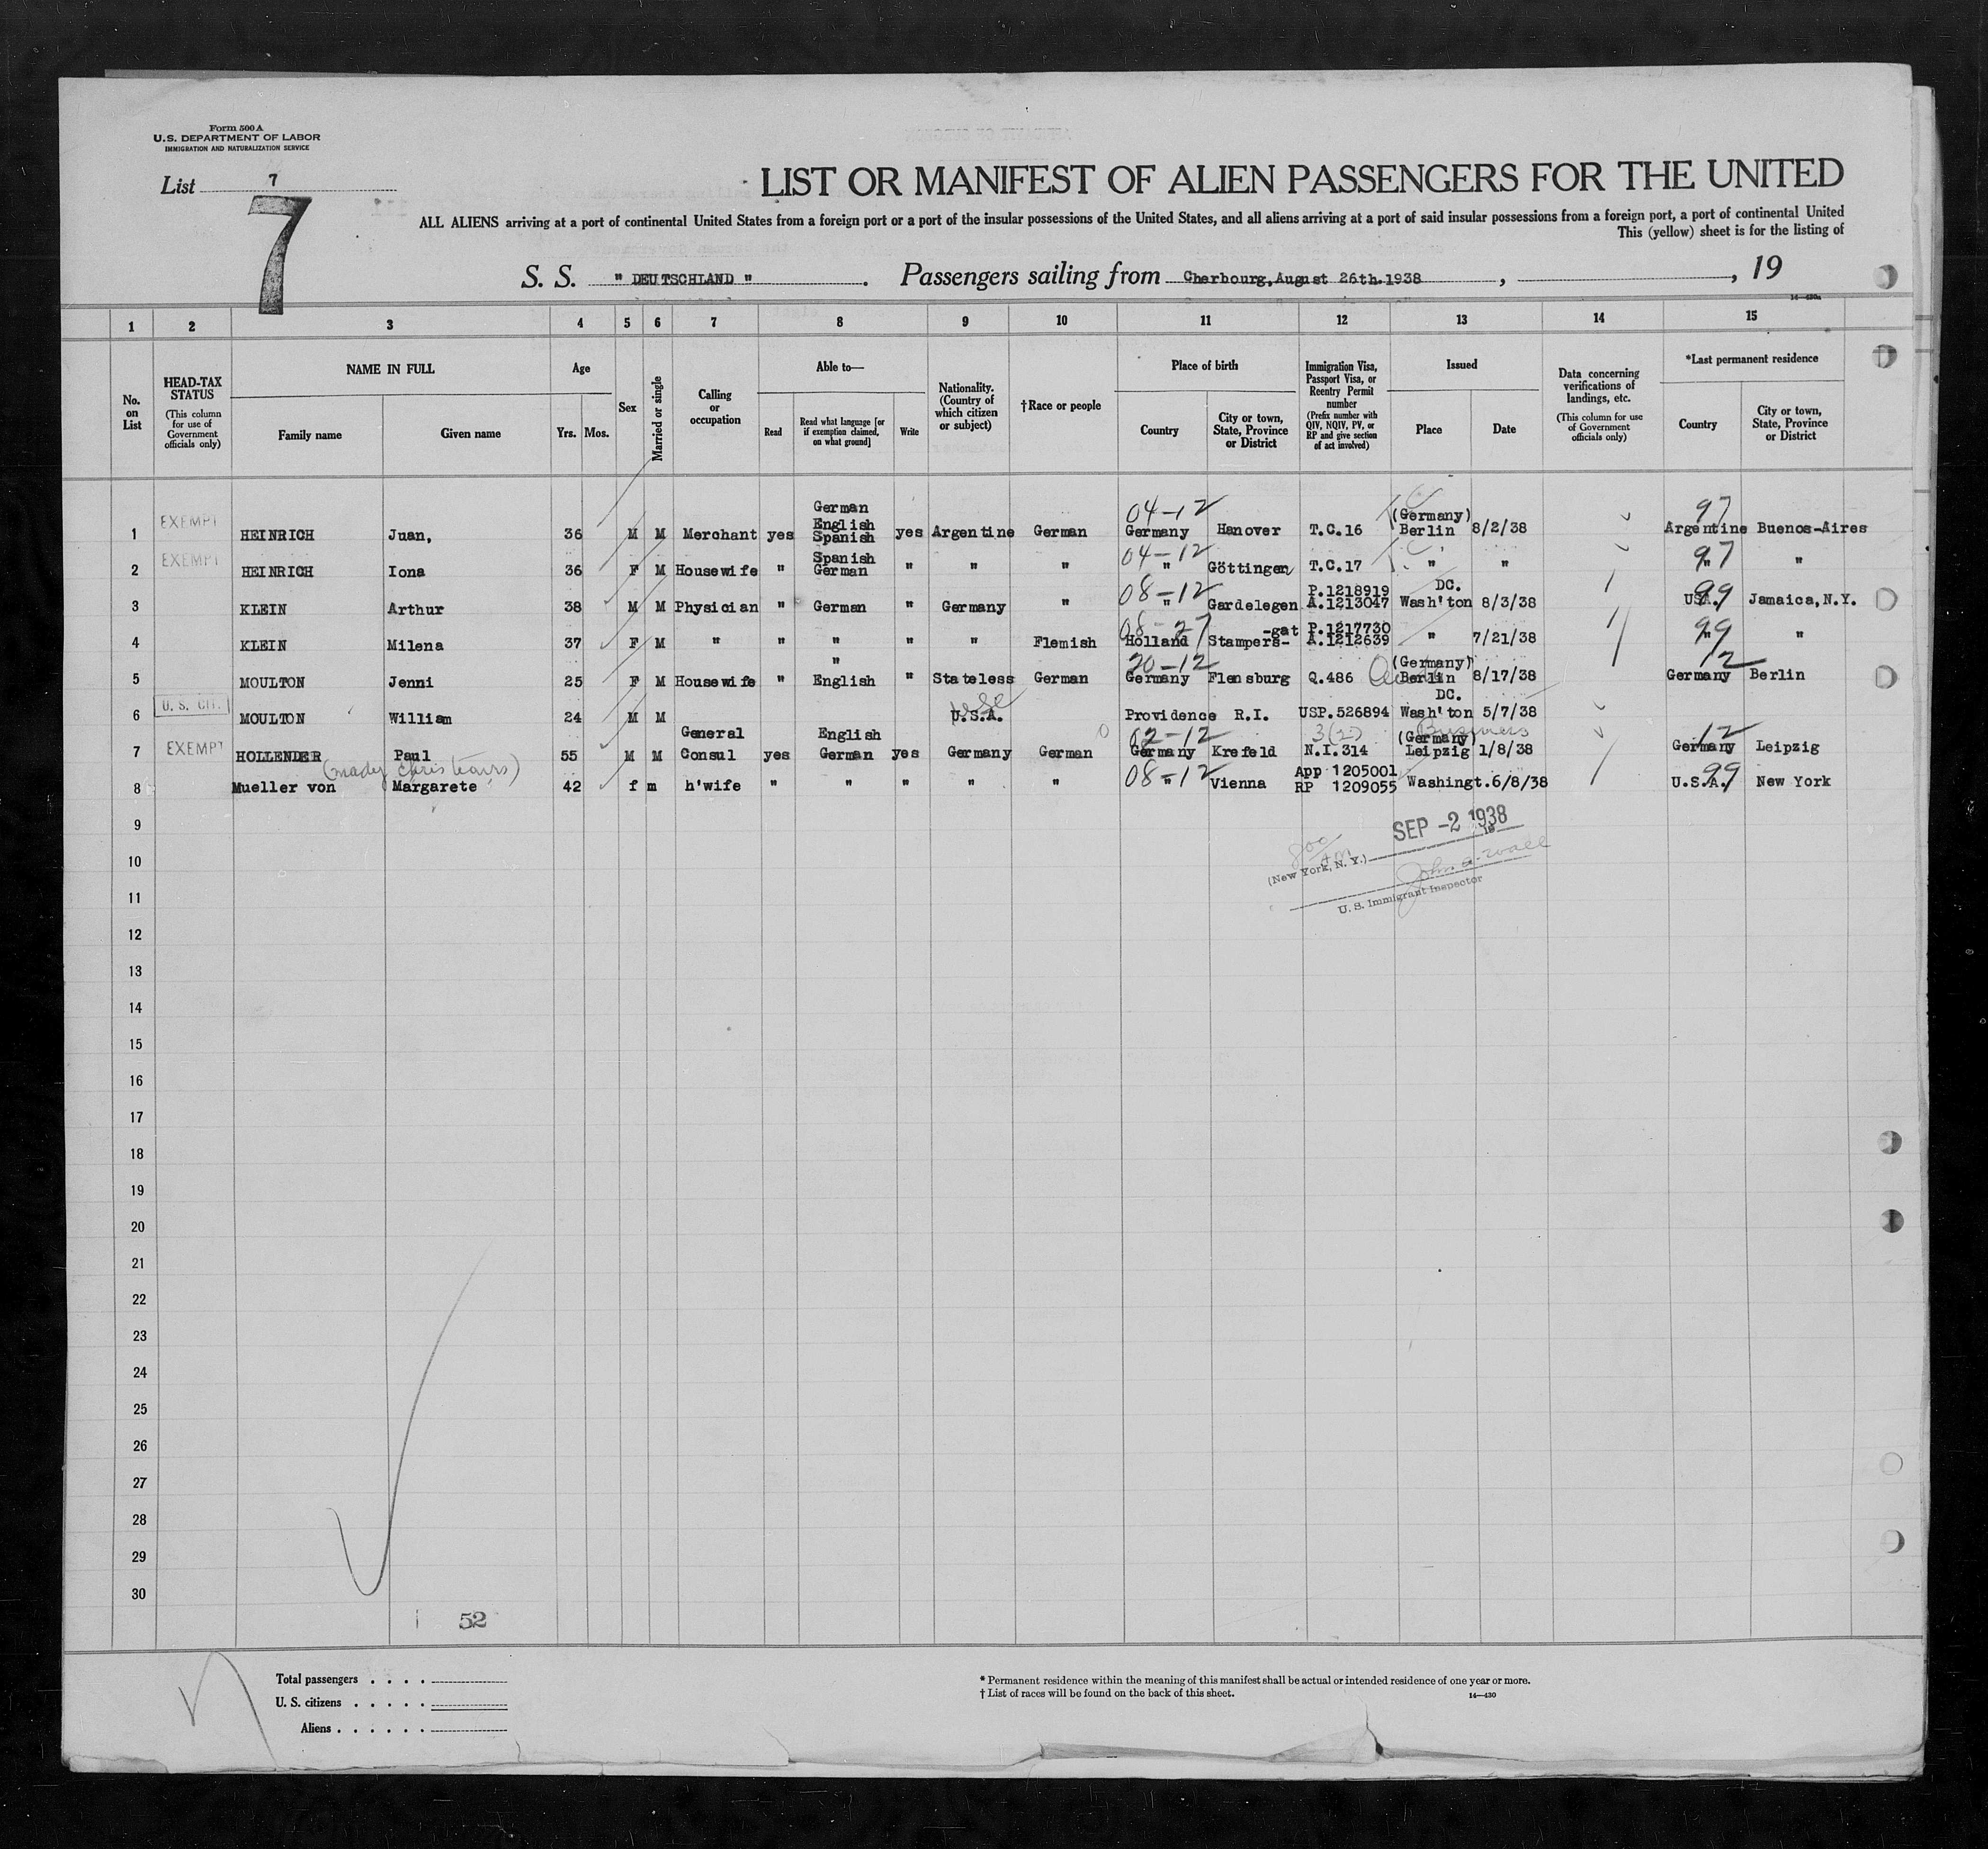 Form 500 A
U.S. DEPARTMENT OF LABOR
IMMIGRATION AND NATURALIZATION SERVICE
List 7
7
LIST OR MANIFEST OF ALIEN PASSENGERS FOR THE UNITED
ALL ALIENS arriving at a port of continental United States from a foreign port or a port of the insular possessions of the United States, and all aliens arriving at a port of said insular possessions from a foreign port, a port of continental United
This (yellow) sheet is for the listing of
S. S. " DEUTSCHLAND ". Passengers sailing from Cherbourg, August 26th. 1938, , 19
14—430a
1 2 3 4 5 6 7 8 9 10 11 12 13 14 15
No. on List
HEAD-TAX STATUS (This column for use of Government officials only)
NAME IN FULL
Family name Given name
Age
Yrs. Mos.
Sex
Married or single
Calling or occupation
Able to—
Read
Read what language [or if exemption claimed, on what ground]
Write
Nationality. (Country of which citizen or subject)
†Race or people
Place of birth
Country
City or town, State, Province or District
Immigration Visa, Passport Visa, or Reentry Permit number (Prefix number with QIV, NQIV, PV, or RP and give section of act involved)
Issued
Place Date
Data concerning verifications of landings, etc. (This column for use of Government officials only)
*Last permanent residence
Country
City or town, State, Province or District
1 EXEMPT HEINRICH Juan, 36 M M Merchant yes German English Spanish yes Argentine German 04-12 Germany Hanover T.C.16 (Germany) Berlin 8/2/38 97 Argentine Buenos-Aires
2 EXEMPT HEINRICH Iona 36 F M Housewife " Spanish German " " " 04-12 " Göttingen T.C.17 " " 97 " "
3 KLEIN Arthur 38 M M Physician " German " Germany " 08-12 " Gardelegen P.1218919 A.1213047 DC. Wash'ton 8/3/38 99 USA. Jamaica, N.Y.
4 KLEIN Milena 37 F M " " " " " Flemish 08-27 Holland Stampers-gat P.1217730 A.1212639 " 7/21/38 99 " "
5 MOULTON Jenni 25 F M Housewife " " English " Stateless German 20-12 Germany Flensburg Q.486 (Germany) Berlin 8/17/38 12 Germany Berlin
6 U. S. CIT. MOULTON William 24 M M U.S.A. Providence R.I. USP.526894 DC. Wash'ton 5/7/38
7 EXEMPT HOLLENDER Paul 55 M M General Consul yes English German yes Germany German 02-12 Germany Krefeld 3(2) N.I.314 Business (Germany) Leipzig 1/8/38 12 Germany Leipzig
(mady christians)
8 Mueller von Margarete 42 f m h'wife " " " " " 08-12 " Vienna App 1205001 RP 1209055 Washingt. 6/8/38 99 U.S.A. New York
9
SEP -2 1938
19
10
(New York, N. Y.)
John A. Wall
U. S. Immigrant Inspector
11
12
13
14
15
16
17
18
19
20
21
22
23
24
25
26
27
28
29
30
52
Total passengers . . . .
U. S. citizens . . . . .
Aliens . . . . . .
* Permanent residence within the meaning of this manifest shall be actual or intended residence of one year or more.
† List of races will be found on the back of this sheet.
14—430